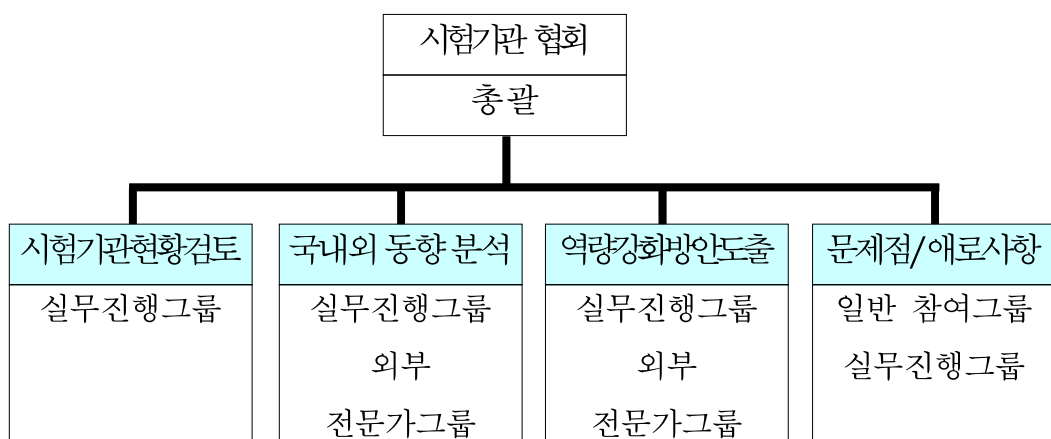 시험기관 협회
총괄
시험기관현황검토
실무진행그룹
국내외 동향 분석
실무진행그룹
외부
전문가그룹
역량강화방안도출
실무진행그룹
외부
전문가그룹
문제점/애로사항
일반 참여그룹
실무진행그룹